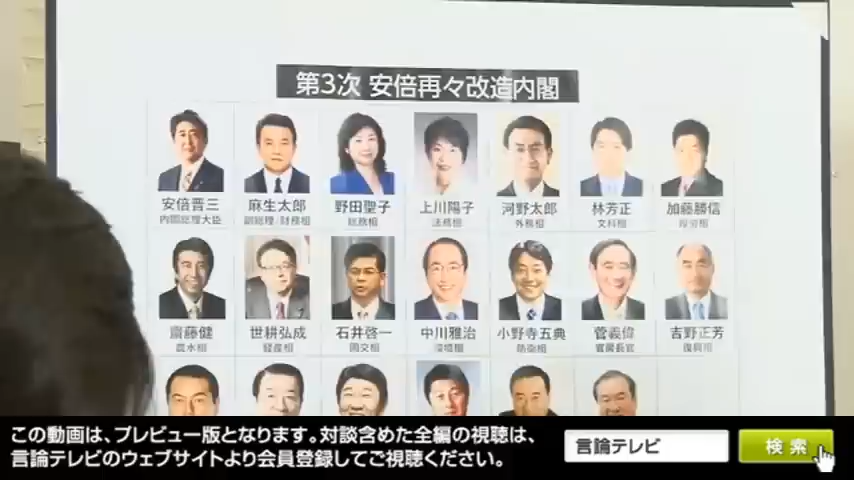 第3次 安倍再々改造内閣
安倍晋三 麻生太郎 野田聖子 上川陽子 河野太郎 林芳正 加藤勝信
内閣総理大臣 副総理/財務相 総務相 法務相 外務相 文科相 厚労相
齋藤健 世耕弘成 石井啓一 中川雅治 小野寺五典 菅義偉 吉野正芳
農水相 経産相 国交相 環境相 防衛相 官房長官 復興相
この動画は、プレビュー版となります。対談含めた全編の視聴は、
言論テレビのウェブサイトより会員登録してご視聴ください。
言論テレビ 検索